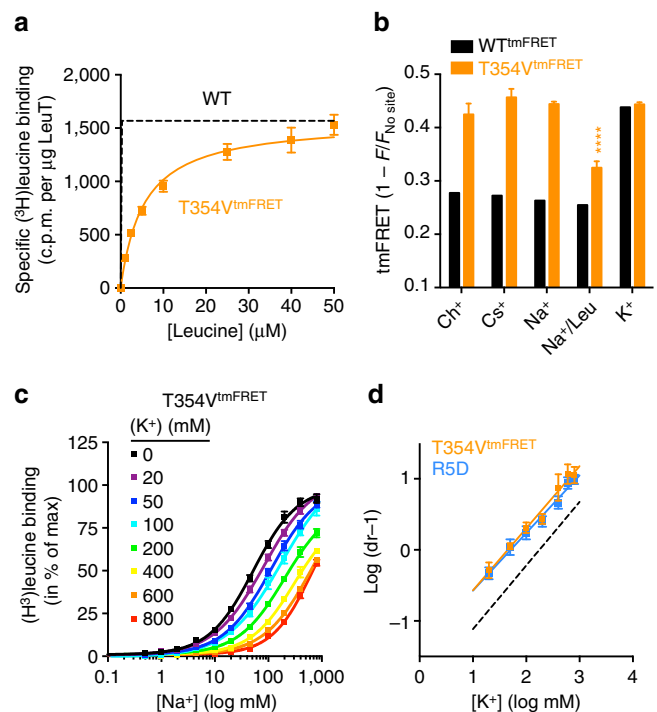 a
Specific (³H)leucine binding
(c.p.m. per μg LeuT)
2,000
1,500
1,000
500
0
WT
T354V^tmFRET
0 10 20 30 40 50
[Leucine] (μM)
b
WT^tmFRET
T354V^tmFRET
tmFRET (1 − F/F_No site)
0.5
0.4
0.3
0.2
0.1
****
Ch⁺ Cs⁺ Na⁺ Na⁺/Leu K⁺
c
T354V^tmFRET
(K⁺) (mM)
0
20
50
100
200
400
600
800
(H³)leucine binding
(in % of max)
125
100
75
50
25
0
0.1 1 10 100 1,000
[Na⁺] (log mM)
d
T354V^tmFRET
R5D
Log (dr−1)
1
0
−1
0 1 2 3 4
[K⁺] (log mM)